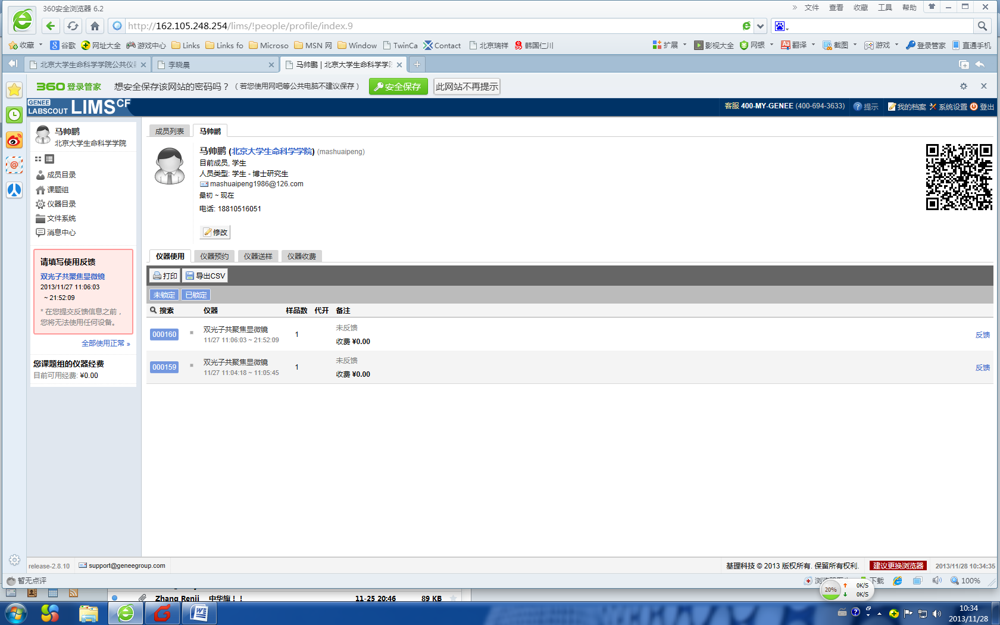 360安全浏览器 6.2
» 文件 查看 收藏 工具 帮助
http://162.105.248.254/lims/!people/profile/index.9
收藏 谷歌 网址大全 游戏中心 Links Links fo Microso MSN 网 Window TwinCa Contact 北京瑞祥 韩国仁川 扩展 影视大全 网银 翻译 截图 游戏 登录管家 直通手机
北京大学生命科学学院公共仪 李晓晨 马帅鹏 | 北京大学生命科学学
360 登录管家 想安全保存该网站的密码吗？（若您使用网吧等公共电脑不建议保存） 安全保存 此网站不再提示
GENEE LABSCOUT LIMS CF
客服 400-MY-GENEE (400-694-3633) 提示 我的档案 系统设置 登出
马帅鹏
北京大学生命科学学院
成员目录
课题组
仪器目录
文件系统
消息中心
请填写使用反馈
双光子共聚焦显微镜
2013/11/27 11:06:03
~ 21:52:09
* 在您提交反馈信息之前，
您将无法使用任何设备。
全部使用正常 »
您课题组的仪器经费
目前可用经费: ¥0.00
成员列表 马帅鹏
马帅鹏 (北京大学生命科学学院) (mashuaipeng)
目前成员, 学生
人员类型: 学生 - 博士研究生
mashuaipeng1986@126.com
最初 ~ 现在
电话: 18810516051
修改
仪器使用 仪器预约 仪器送样 仪器收费
打印 导出CSV
未锁定 已锁定
搜索 仪器 样品数 代开 备注
000160 双光子共聚焦显微镜 1 未反馈 反馈
11/27 11:06:03 ~ 21:52:09 收费 ¥0.00
000159 双光子共聚焦显微镜 1 未反馈 反馈
11/27 11:04:18 ~ 11:05:45 收费 ¥0.00
release-2.8.10 support@geneegroup.com 基理科技 © 2013 版权所有. 保留所有权利. 建议更换浏览器 2013/11/28 10:34:35
暂无点评 下载 100%
20% 0K/S
0K/S
Zhang Renji 中华旗！！ 11-25 20:46 89 KB
10:34
2013/11/28